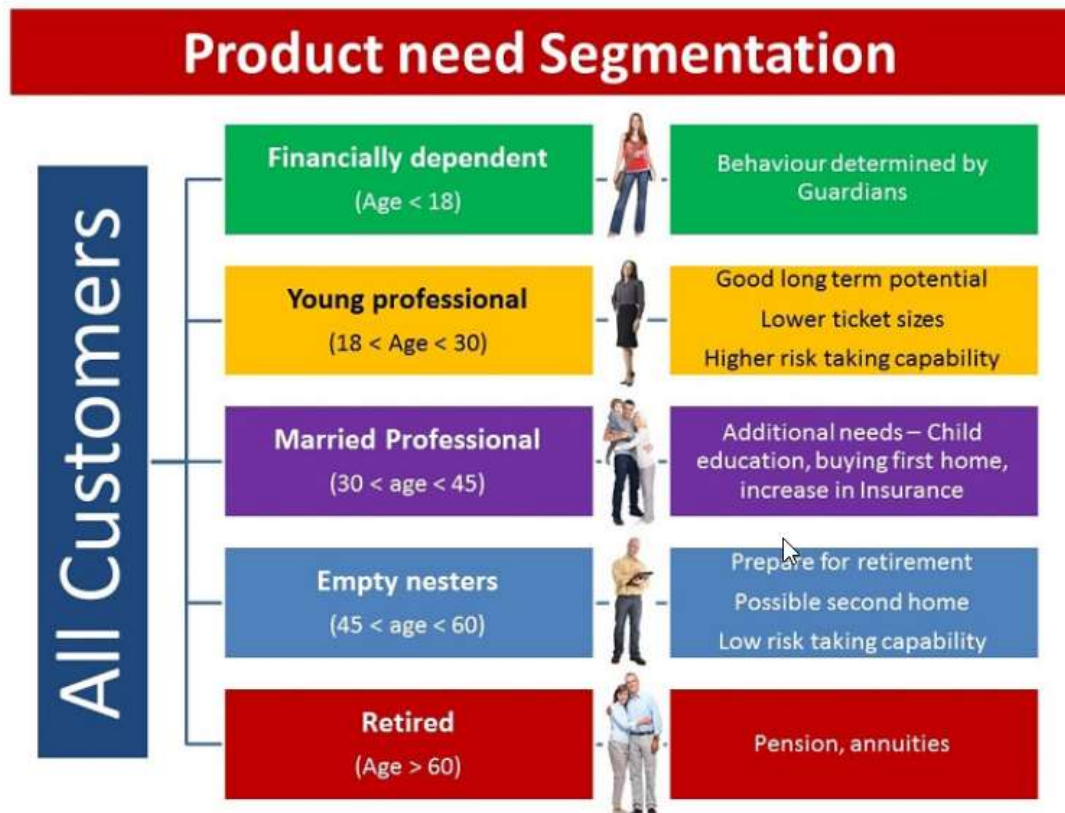 Product need Segmentation
All Customers
Financially dependent
(Age < 18)
Behaviour determined by
Guardians
Young professional
(18 < Age < 30)
Good long term potential
Lower ticket sizes
Higher risk taking capability
Married Professional
(30 < age < 45)
Additional needs – Child
education, buying first home,
increase in Insurance
Empty nesters
(45 < age < 60)
Prepare for retirement
Possible second home
Low risk taking capability
Retired
(Age > 60)
Pension, annuities